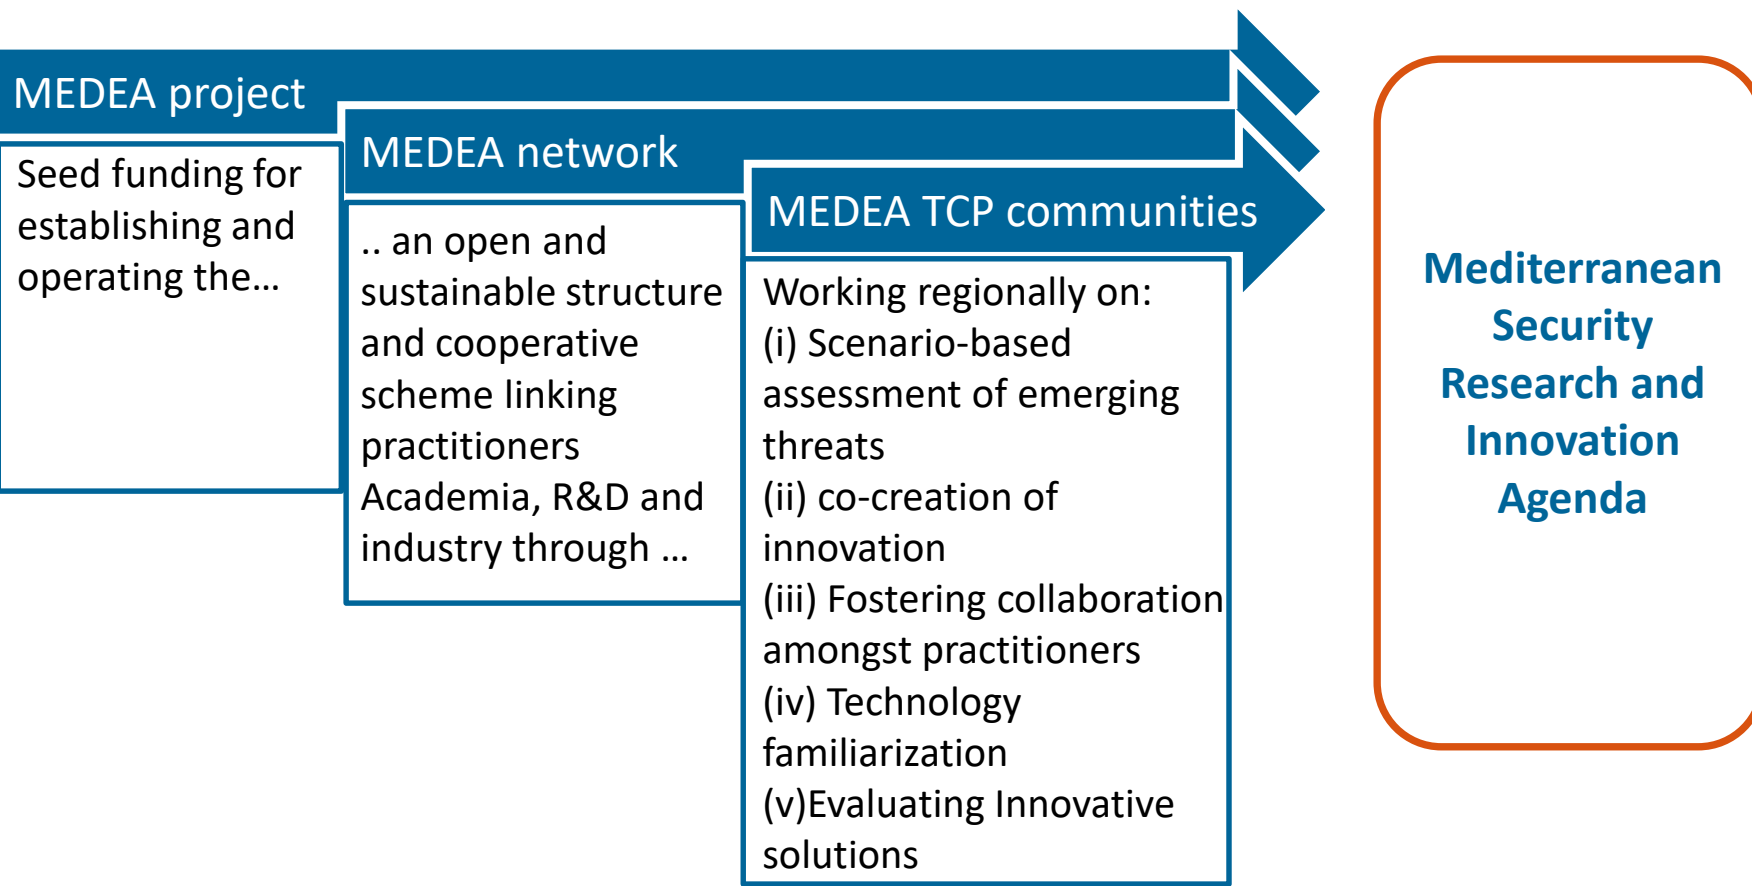 MEDEA project
Seed funding for
establishing and
operating the…
MEDEA network
.. an open and
sustainable structure
and cooperative
scheme linking
practitioners
Academia, R&D and
industry through …
MEDEA TCP communities
Working regionally on:
(i) Scenario-based
assessment of emerging
threats
(ii) co-creation of
innovation
(iii) Fostering collaboration
amongst practitioners
(iv) Technology
familiarization
(v)Evaluating Innovative
solutions
Mediterranean
Security
Research and
Innovation
Agenda